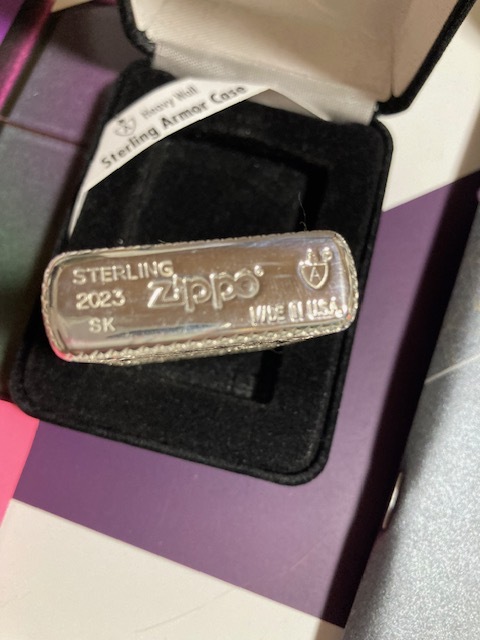 Heavy Wall
Sterling Armor Case
STERLING
2023
SK
Zippo
A
MADE IN U.S.A.